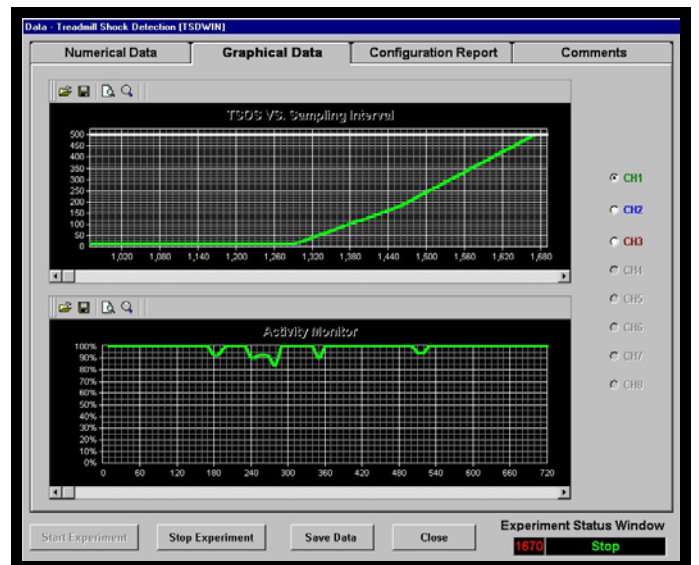 Data - Treadmill Shock Detection [TSDWIN]
Numerical Data Graphical Data Configuration Report Comments
TSOS VS. Sampling Interval
500
450
400
350
300
250
200
150
100
50
0
1,020 1,080 1,140 1,200 1,260 1,320 1,380 1,440 1,500 1,560 1,620 1,680
CH1
CH2
CH3
CH4
CH5
CH6
CH7
CH8
Activity Monitor
100%
90%
80%
70%
60%
50%
40%
30%
20%
10%
0%
0 60 120 180 240 300 360 420 480 540 600 660 720
Start Experiment Stop Experiment Save Data Close
Experiment Status Window
1670 Stop